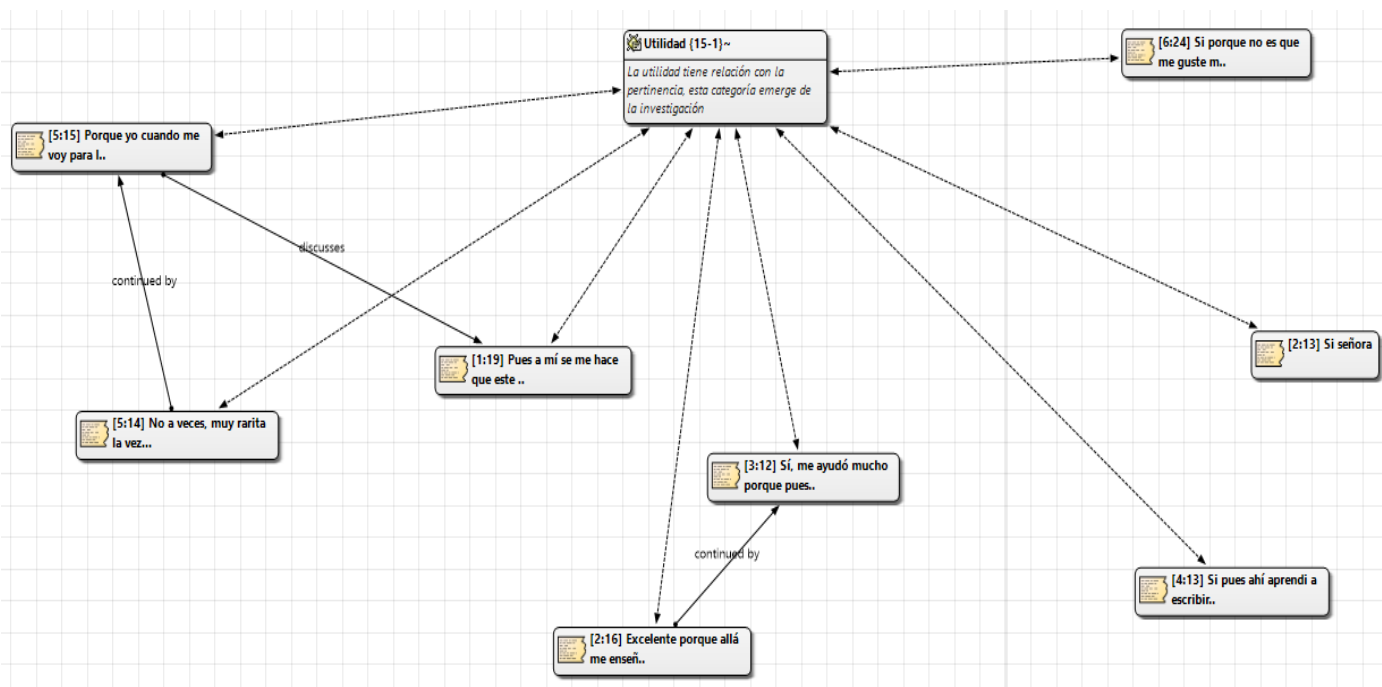 Utilidad {15-1}~
La utilidad tiene relación con la
pertinencia, esta categoría emerge de
la investigación
[6:24] Si porque no es que
me guste m..
[5:15] Porque yo cuando me
voy para l..
discusses
continued by
[2:13] Si señora
[1:19] Pues a mí se me hace
que este ..
[5:14] No a veces, muy rarita
la vez...
[3:12] Sí, me ayudó mucho
porque pues..
continued by
[4:13] Si pues ahí aprendi a
escribir..
[2:16] Excelente porque allá
me enseñ..